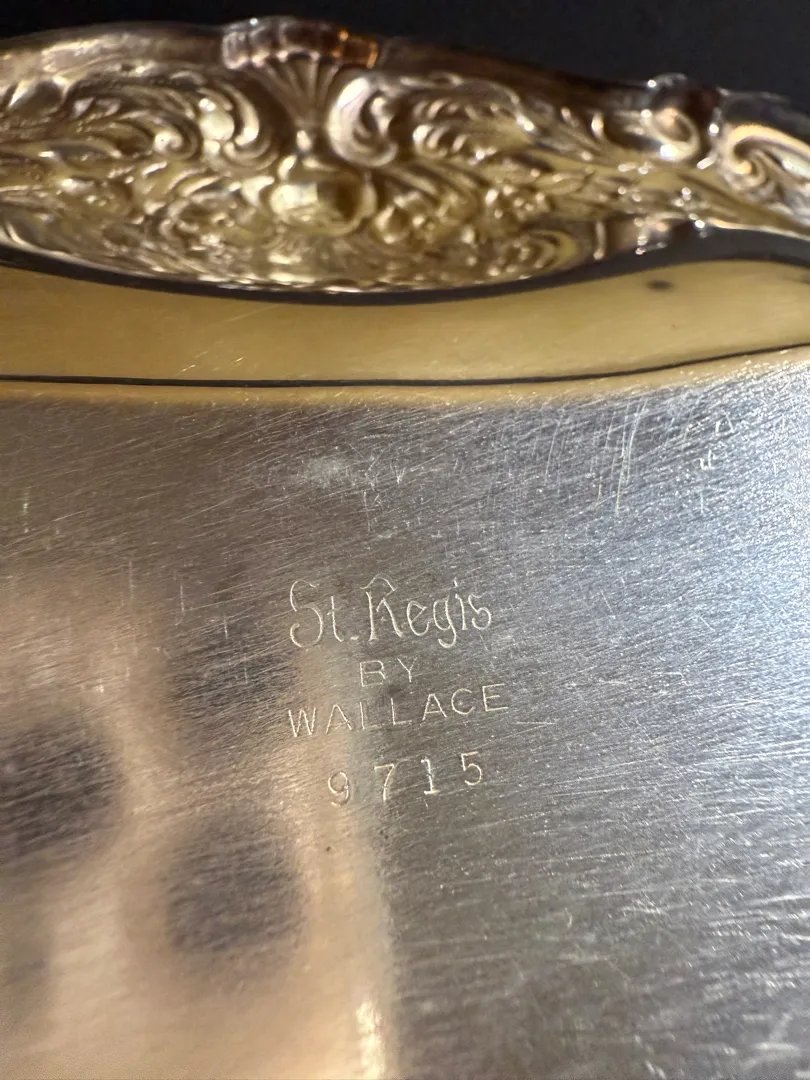 St. Regis
BY
WALLACE
9715